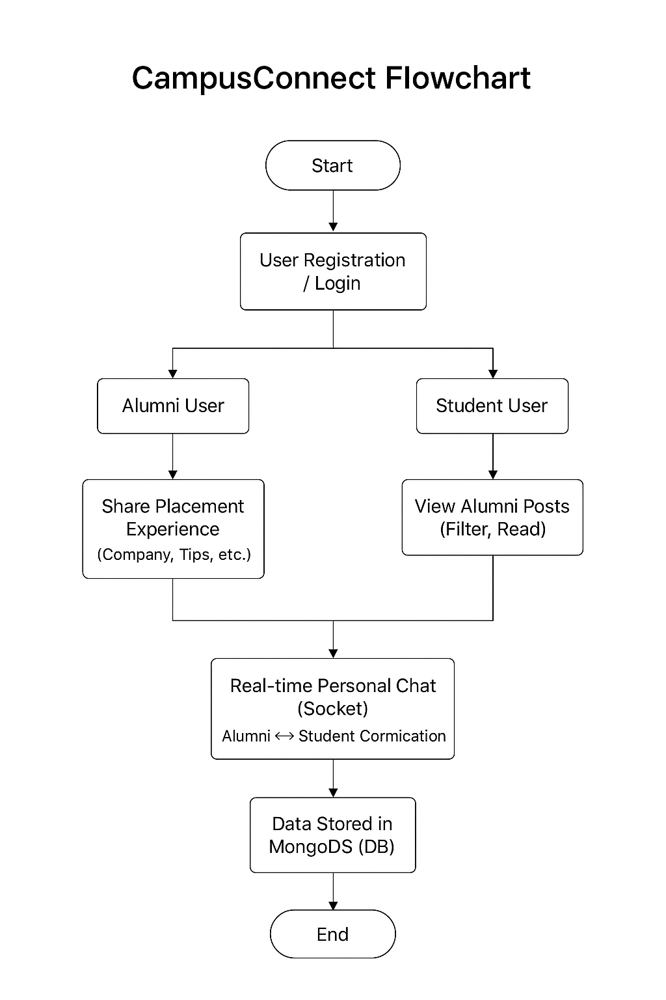 CampusConnect Flowchart
Start
User Registration
/ Login
Alumni User
Student User
Share Placement
Experience
(Company, Tips, etc.)
View Alumni Posts
(Filter, Read)
Real-time Personal Chat
(Socket)
Alumni ↔ Student Cormication
Data Stored in
MongoDS (DB)
End